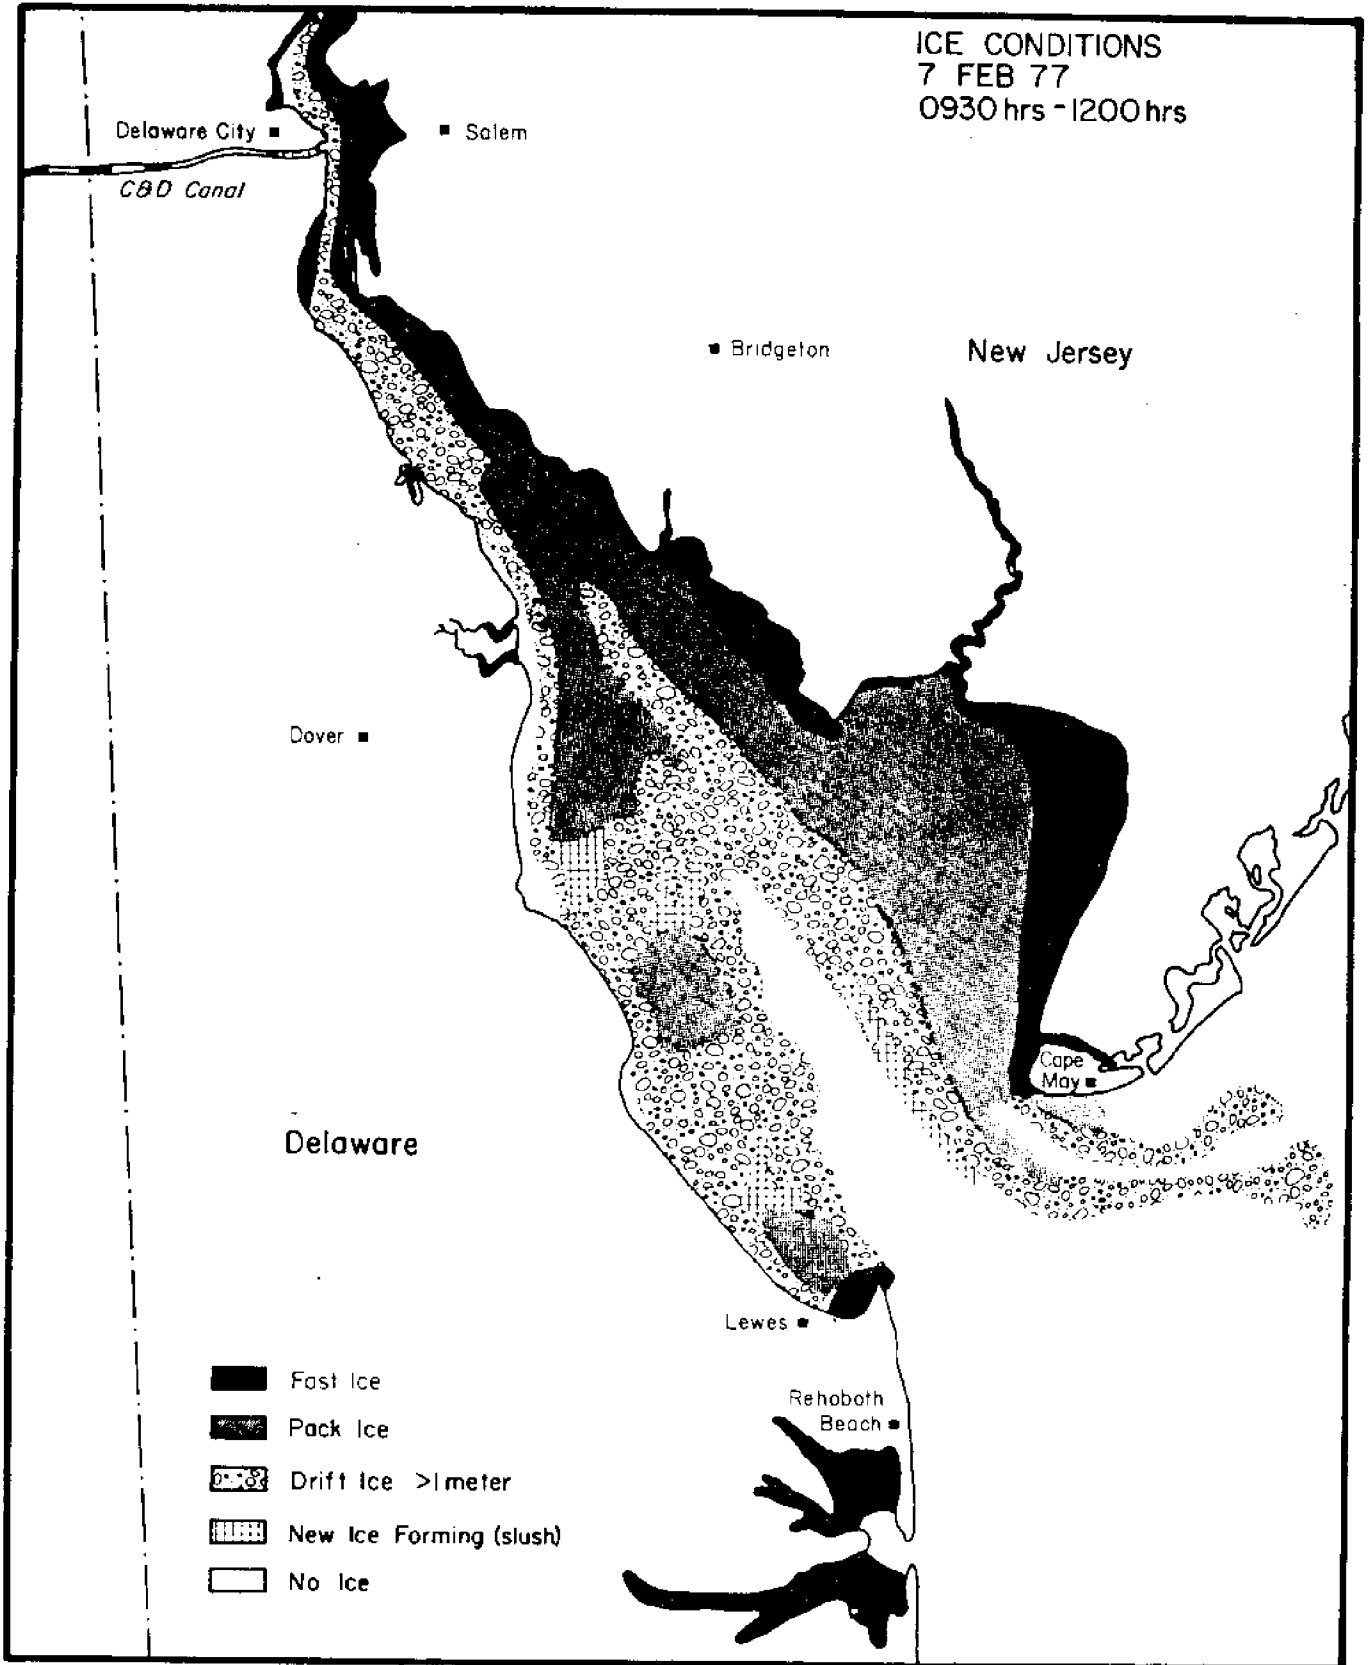 ICE CONDITIONS
7 FEB 77
0930 hrs - 1200 hrs
Delaware City
Salem
C&D Canal
Bridgeton
New Jersey
Dover
Cape
May
Delaware
Lewes
Rehoboth
Beach
Fast Ice
Pack Ice
Drift Ice >1 meter
New Ice Forming (slush)
No Ice